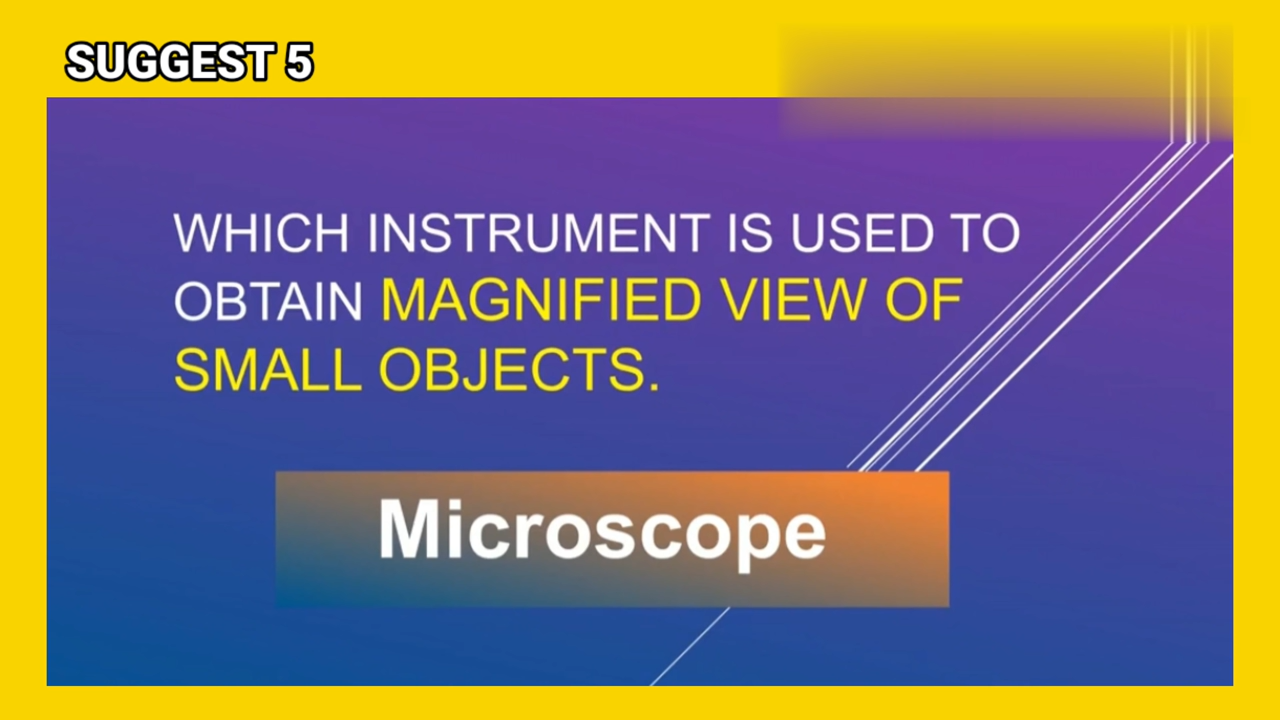 SUGGEST 5
WHICH INSTRUMENT IS USED TO
OBTAIN MAGNIFIED VIEW OF
SMALL OBJECTS.
Microscope